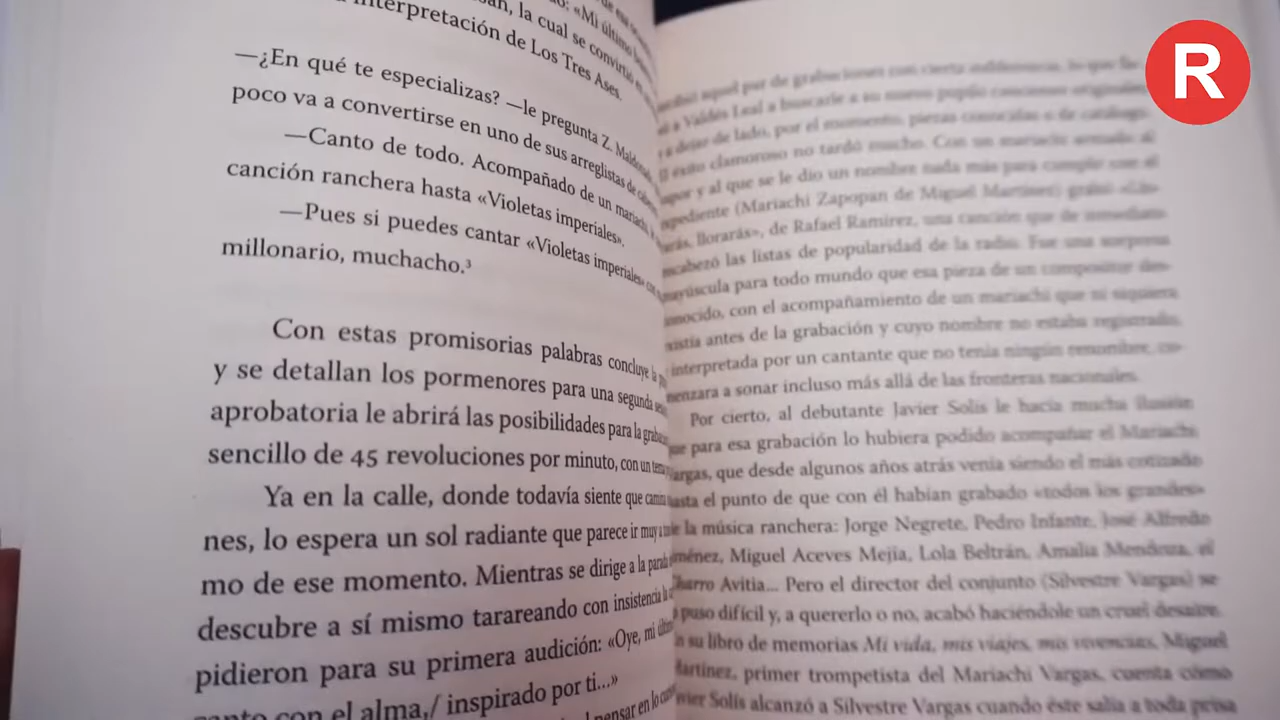 de esa
do: «Mi último
la cual se convirtió
interpretación de Los Tres Ases.
—¿En qué te especializas? —le pregunta Z. Maldonado
poco va a convertirse en uno de sus arreglistas de
—Canto de todo. Acompañado de un mariachi,
canción ranchera hasta «Violetas imperiales».
—Pues si puedes cantar «Violetas imperiales»
millonario, muchacho.³
Con estas promisorias palabras concluye la
y se detallan los pormenores para una segunda
aprobatoria le abrirá las posibilidades para la
sencillo de 45 revoluciones por minuto, con un
Ya en la calle, donde todavía siente que
nes, lo espera un sol radiante que parece ir muy a
mo de ese momento. Mientras se dirige a la
descubre a sí mismo tarareando con insistencia la
pidieron para su primera audición: «Oye, mi
canto con el alma,/ inspirado por ti...»
pensar en lo
aquel par de grabaciones con cierta indiferencia, lo que
a Valdés Leal a buscarle a su nuevo pupilo canciones originales
y a dejar de lado, por el momento, piezas conocidas o de catálogo.
El éxito clamoroso no tardó mucho. Con un mariachi armado al
vapor y al que se le dio un nombre nada más para cumplir con el
expediente (Mariachi Zapopan de Miguel Martínez) grabó
llorarás», de Rafael Ramírez, una canción que de inmediato
encabezó las listas de popularidad de la radio. Fue una sorpresa
mayúscula para todo mundo que esa pieza de un compositor des-
conocido, con el acompañamiento de un mariachi que ni siquiera
existía antes de la grabación y cuyo nombre no estaba registrado,
interpretada por un cantante que no tenía ningún renombre, co-
menzara a sonar incluso más allá de las fronteras nacionales.
Por cierto, al debutante Javier Solís le hacía mucha ilusión
que para esa grabación lo hubiera podido acompañar el Mariachi
Vargas, que desde algunos años atrás venía siendo el más cotizado
hasta el punto de que con él habían grabado «todos los grandes»
de la música ranchera: Jorge Negrete, Pedro Infante, José Alfredo
Jiménez, Miguel Aceves Mejía, Lola Beltrán, Amalia Mendoza, el
Charro Avitia... Pero el director del conjunto (Silvestre Vargas) se
puso difícil y, a quererlo o no, acabó haciéndole un cruel desaire.
En su libro de memorias Mi vida, mis viajes, mis vivencias, Miguel
Martínez, primer trompetista del Mariachi Vargas, cuenta cómo
Javier Solís alcanzó a Silvestre Vargas cuando éste salía a toda prisa
R